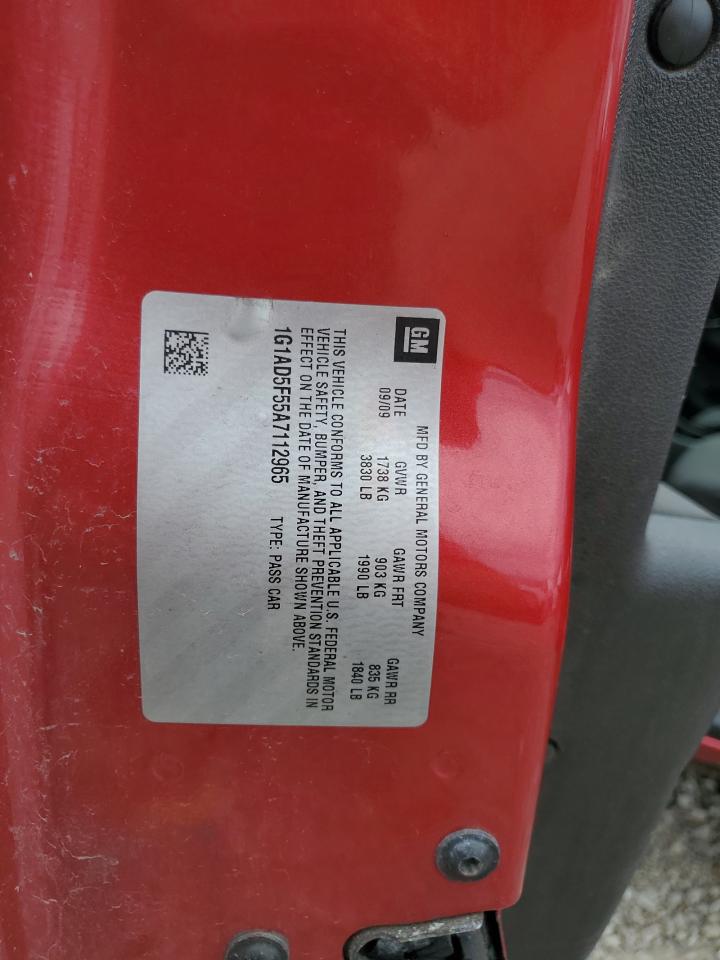 GM
MFD BY GENERAL MOTORS COMPANY
DATE GVWR GAWR FRT GAWR RR
09/09 1738 KG 903 KG 835 KG
3830 LB 1990 LB 1840 LB
THIS VEHICLE CONFORMS TO ALL APPLICABLE U.S. FEDERAL MOTOR
VEHICLE SAFETY, BUMPER, AND THEFT PREVENTION STANDARDS IN
EFFECT ON THE DATE OF MANUFACTURE SHOWN ABOVE.
1G1AD5F55A7112965 TYPE: PASS CAR